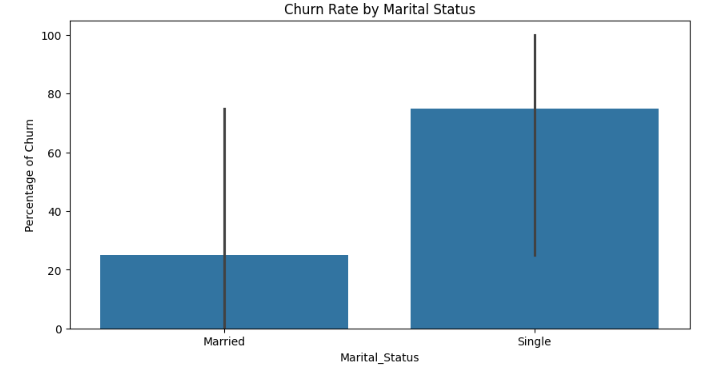 Churn Rate by Marital Status
Percentage of Churn
100
80
60
40
20
0
Married
Single
Marital_Status